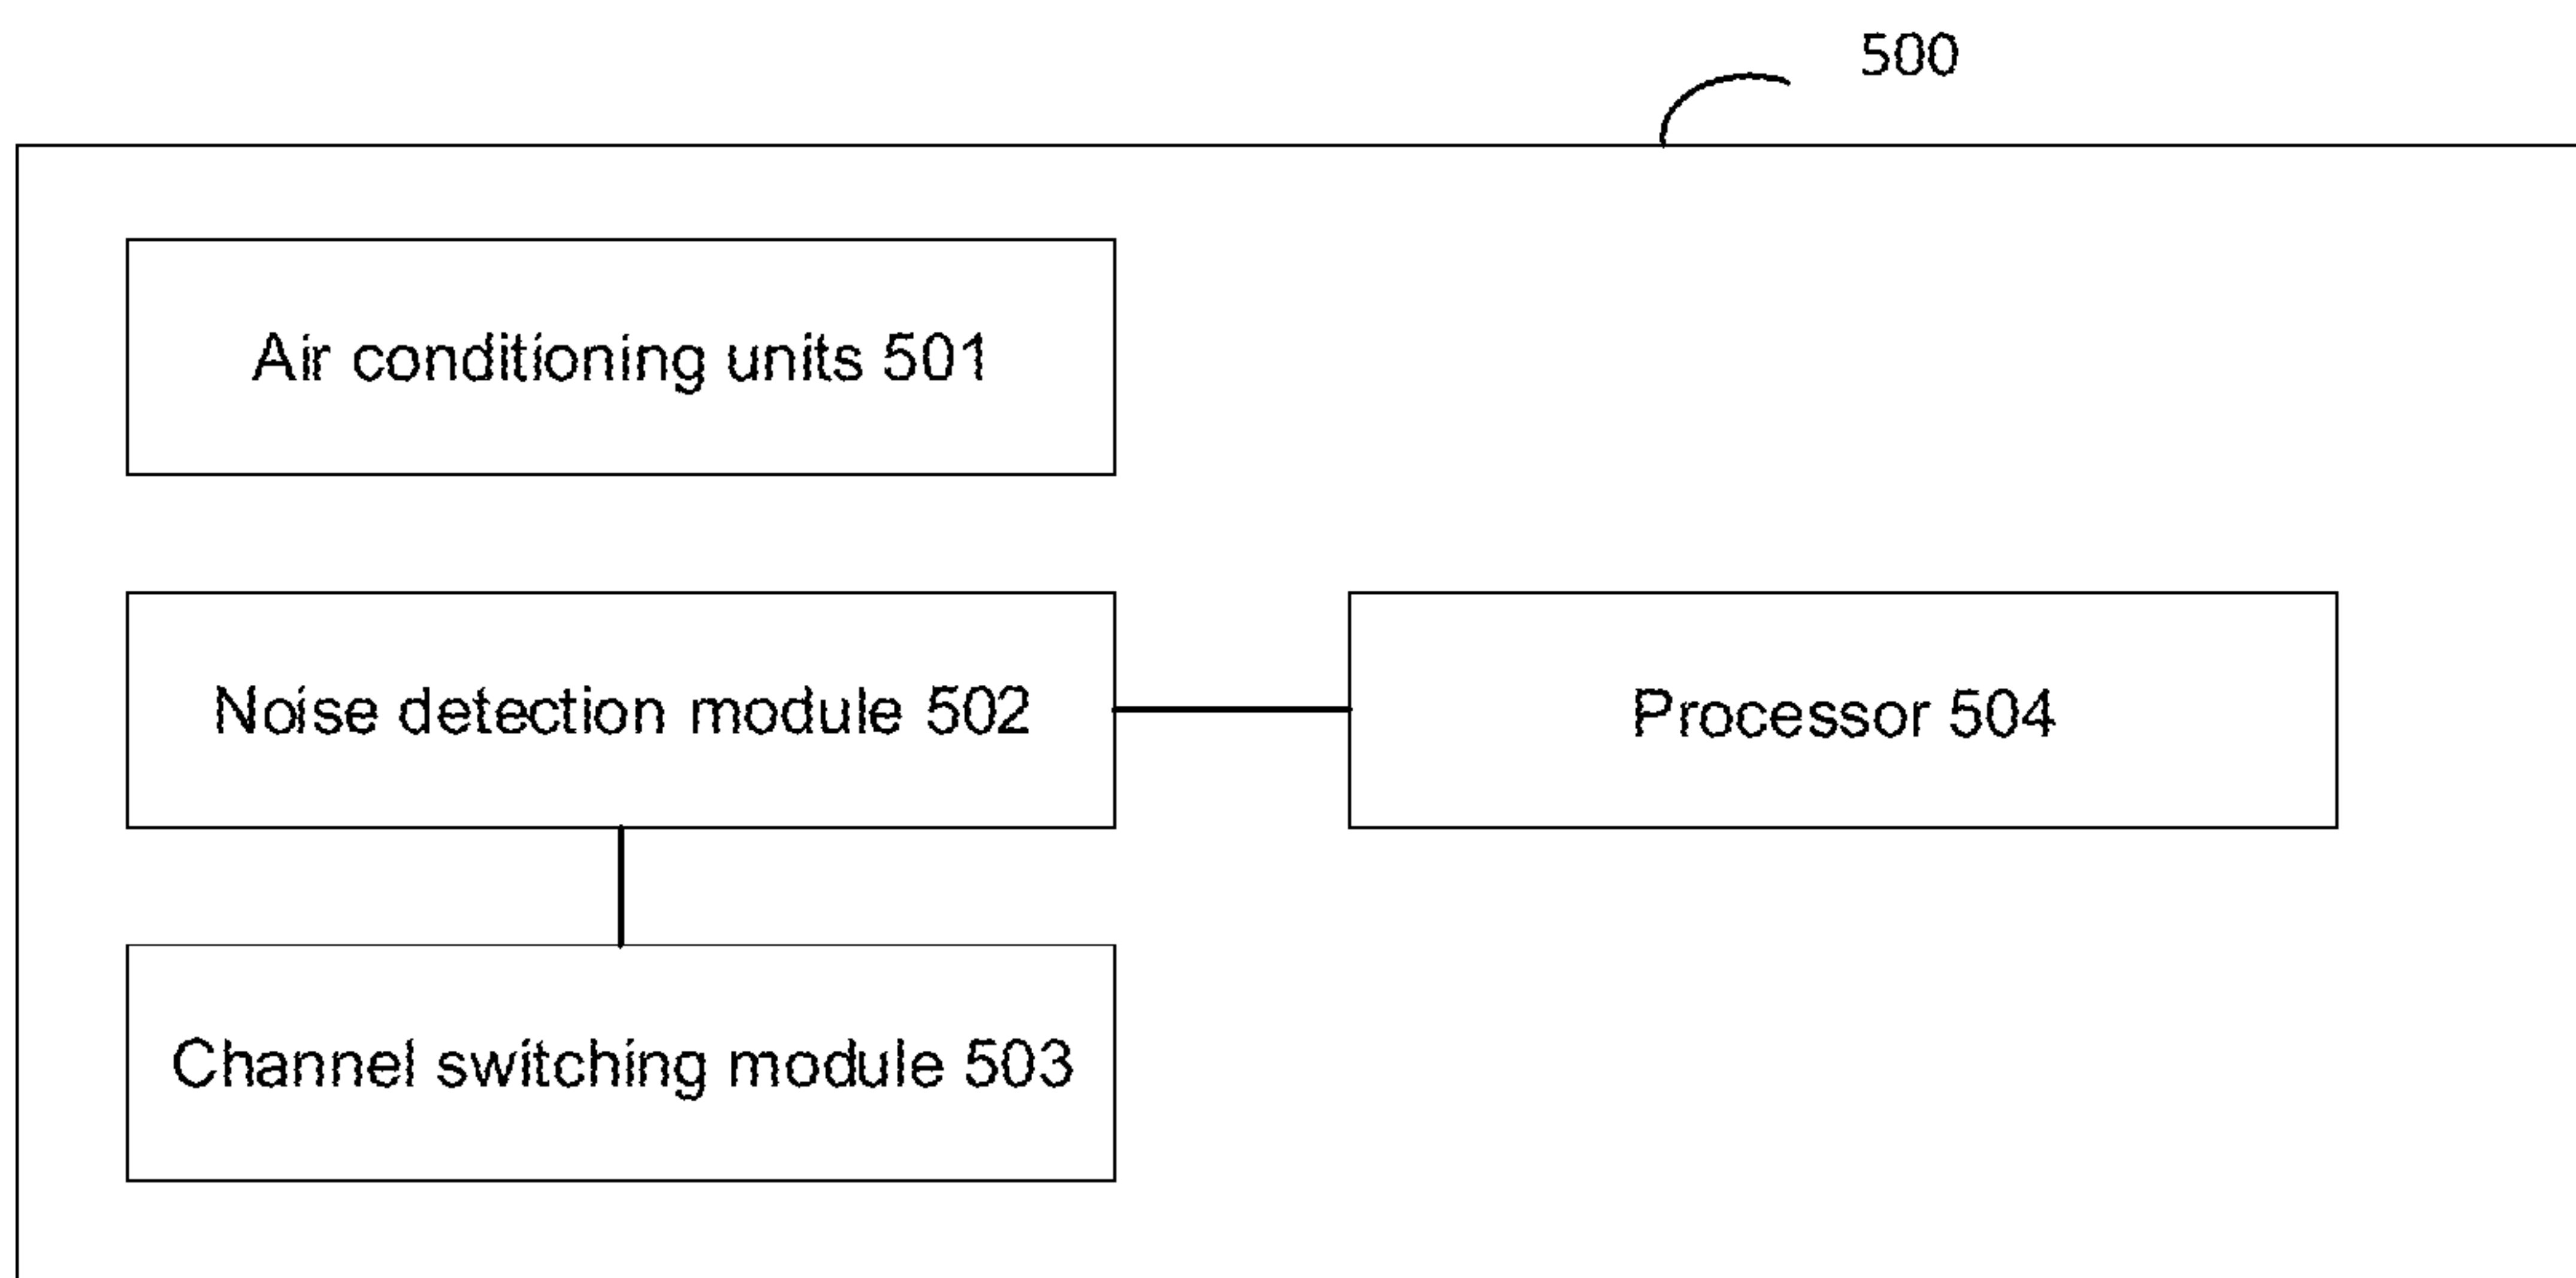 500
Air conditioning units 501
Noise detection module 502
Processor 504
Channel switching module 503